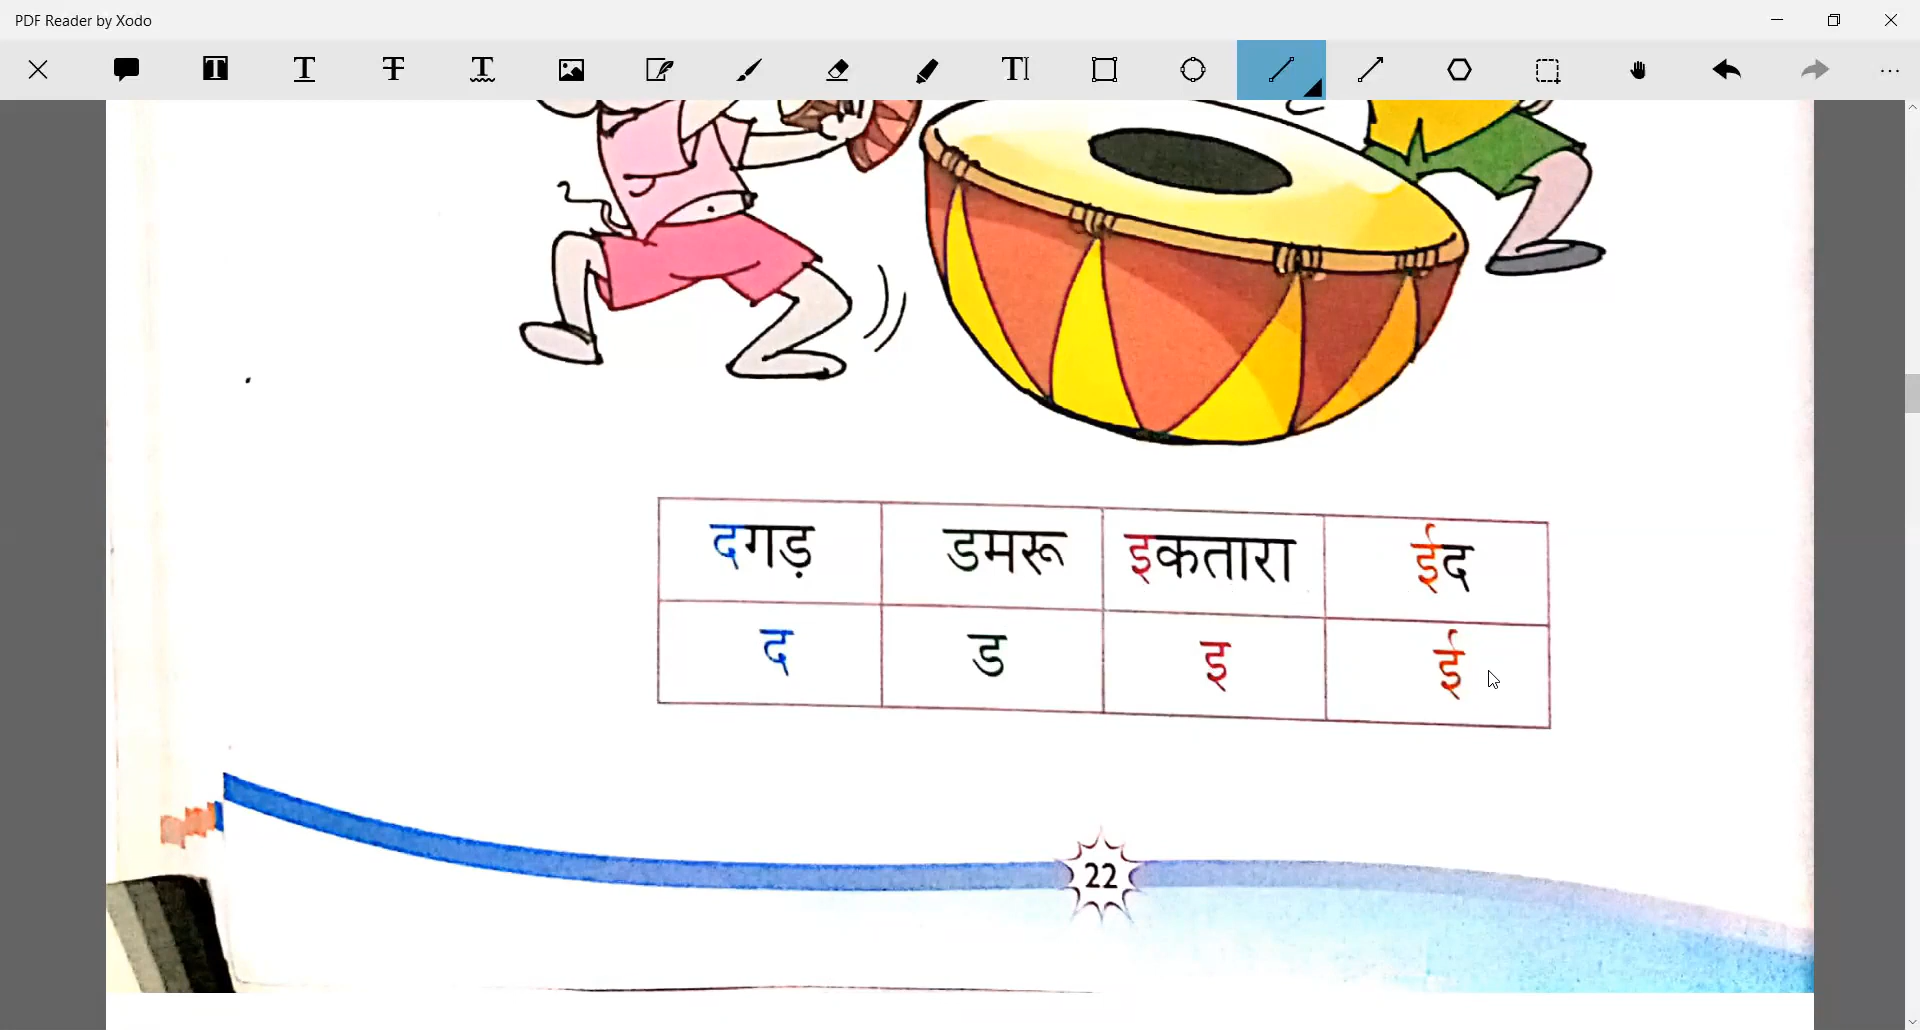 PDF Reader by Xodo
दगड़ डमरू इकतारा ईद
द ड इ ई
22